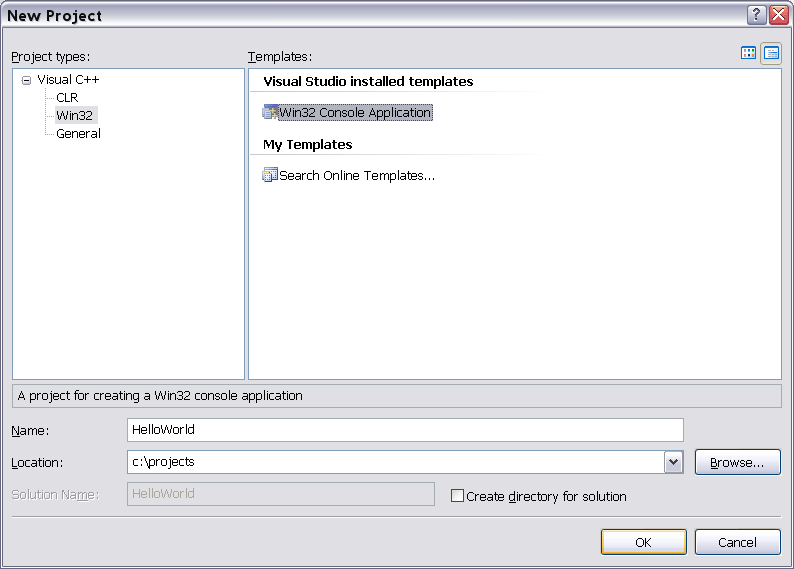 New Project
Project types:
Templates:
Visual C++
CLR
Win32
General
Visual Studio installed templates
Win32 Console Application
My Templates
Search Online Templates...
A project for creating a Win32 console application
Name: HelloWorld
Location: c:\projects Browse...
Solution Name: HelloWorld Create directory for solution
OK Cancel